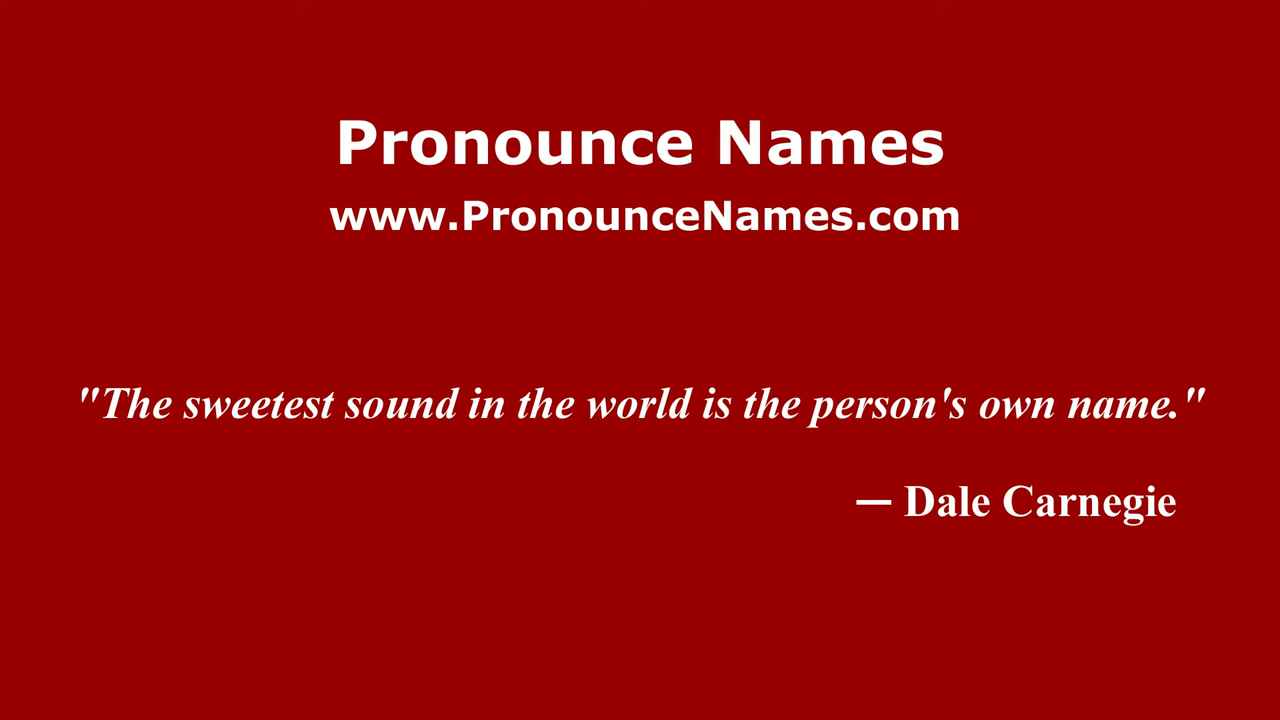 Pronounce Names
www.PronounceNames.com
"The sweetest sound in the world is the person's own name."
— Dale Carnegie